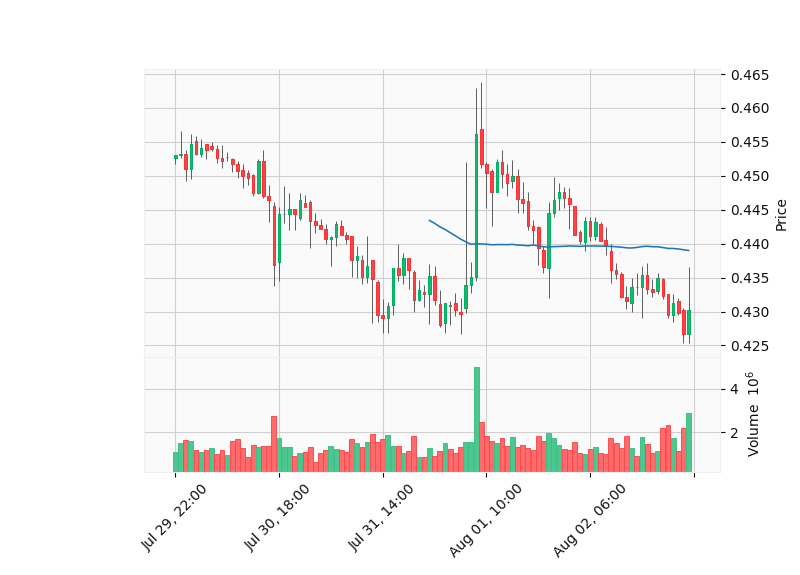 0.465
0.460
0.455
0.450
0.445
0.440
0.435
0.430
0.425
Price
4
2
Volume 10^6
Jul 29, 22:00
Jul 30, 18:00
Jul 31, 14:00
Aug 01, 10:00
Aug 02, 06:00